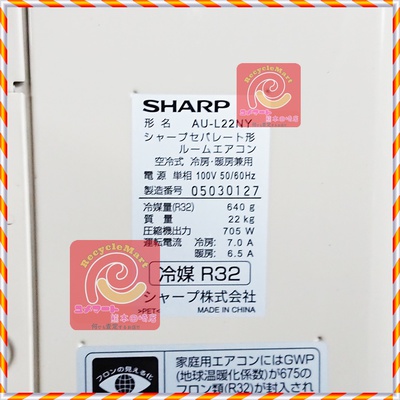 RecycleMart
SHARP
形 名 AU-L22NY
シャープセパレート形
ルームエアコン
空冷式 冷房・暖房兼用
電 源 単相 100V 50/60Hz
製造番号 05030127
冷媒量(R32) 640 g
質 量 22 kg
圧縮機出力 705 W
運転電流 冷房: 7.0 A
暖房: 6.5 A
冷媒 R32
シャープ株式会社
>PET< MADE IN CHINA
RecycleMart
フロンの見える化
家庭用エアコンにはGWP
(地球温暖化係数)が675の
フロン類(R32)が封入され